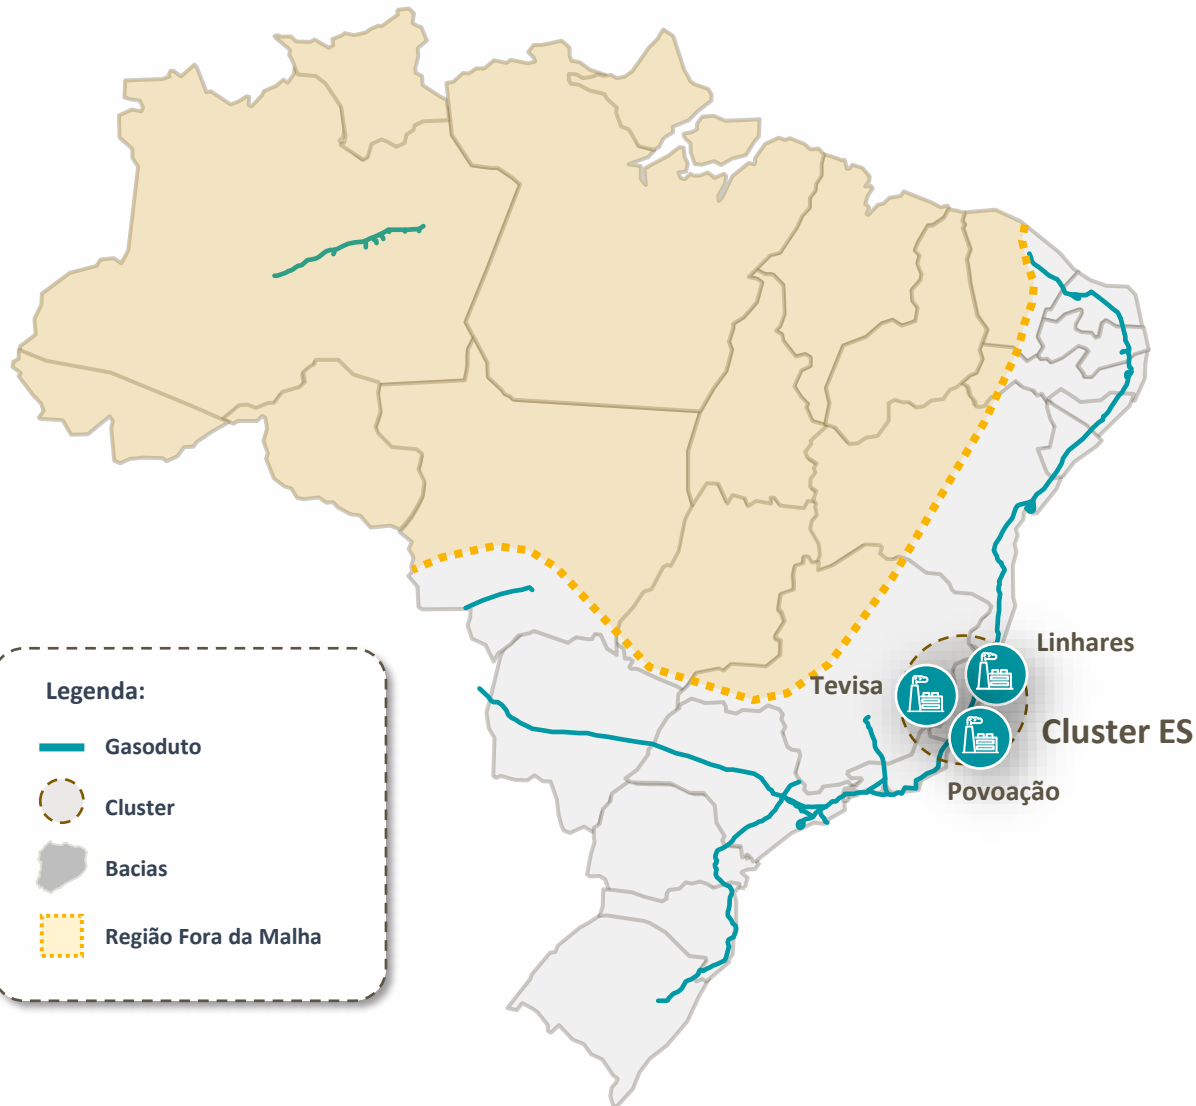 Linhares
Tevisa
Cluster ES
Povoação
Legenda:
Gasoduto
Cluster
Bacias
Região Fora da Malha